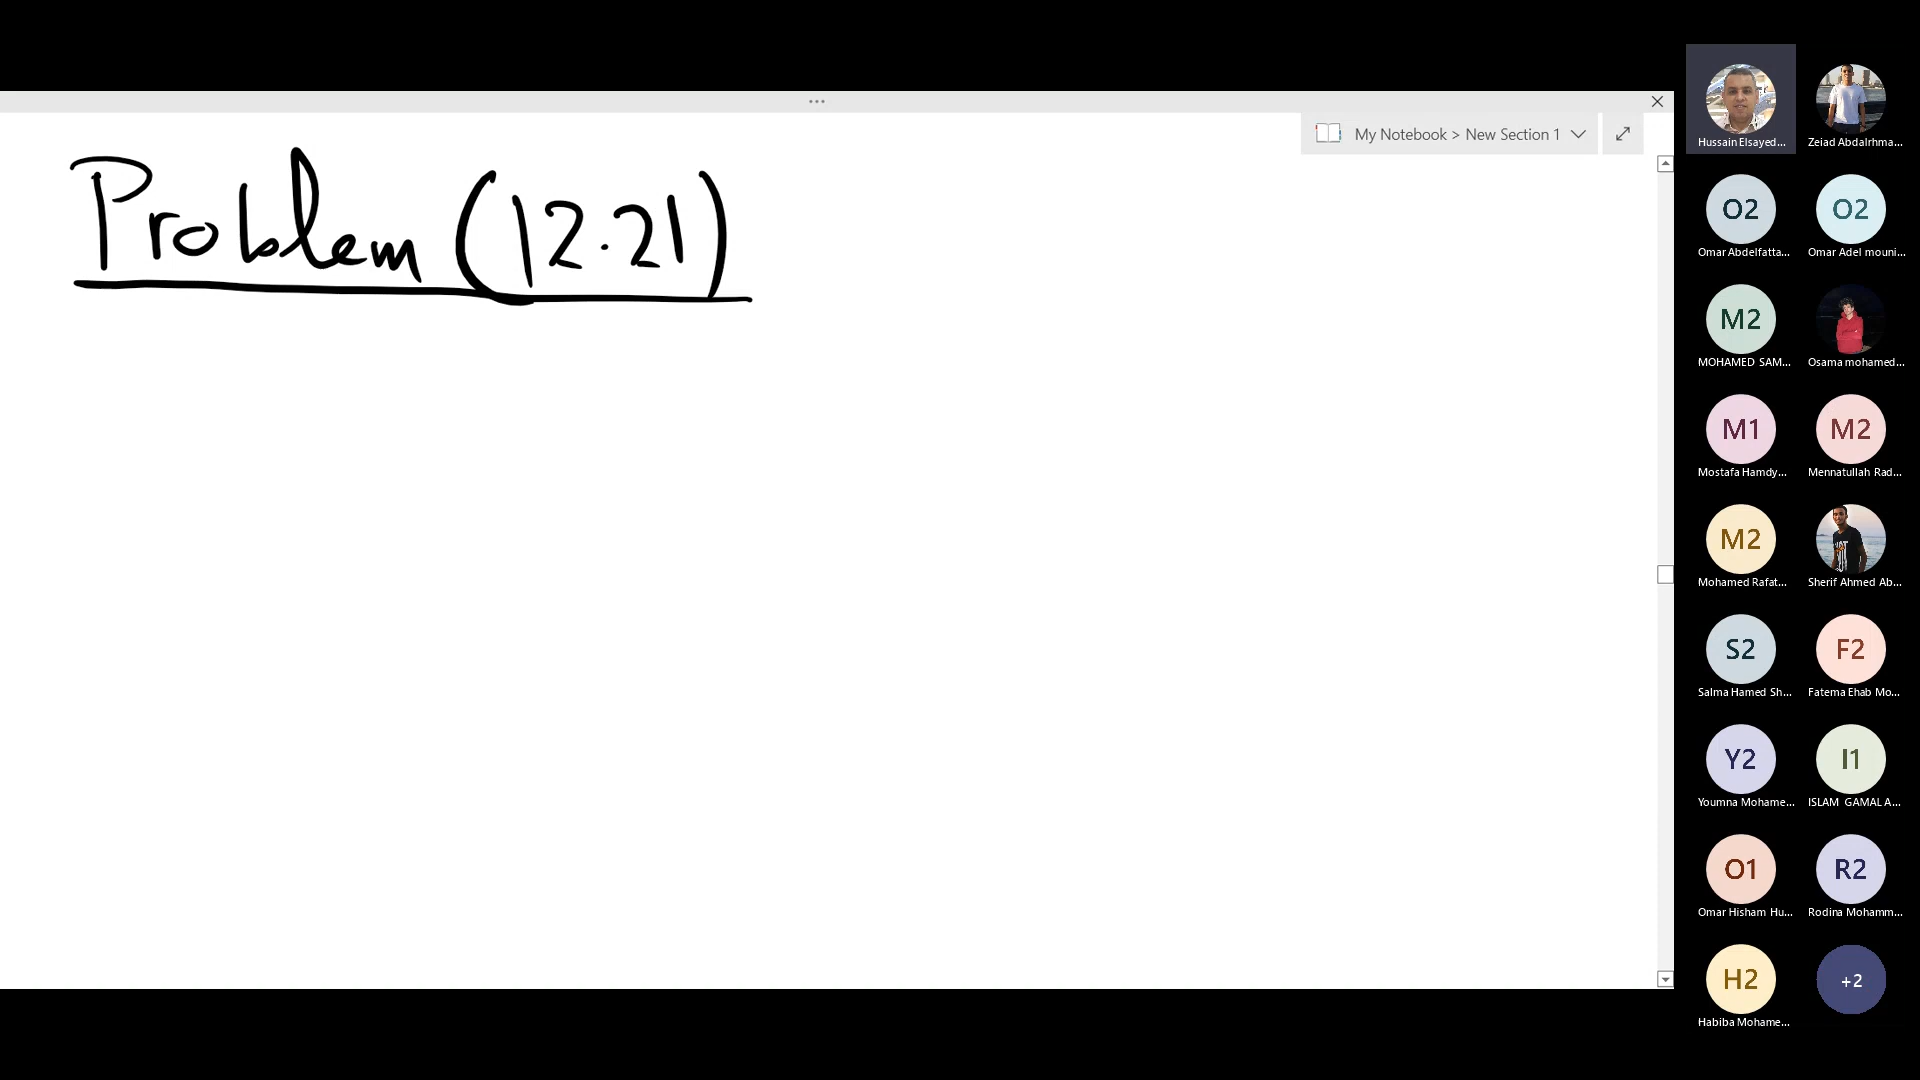 My Notebook > New Section 1
Problem (12.21)
Hussain Elsayed...
Zeiad Abdalrhma...
O2
Omar Abdelfatta...
O2
Omar Adel mouni...
M2
MOHAMED SAM...
Osama mohamed...
M1
Mostafa Hamdy...
M2
Mennatullah Rad...
M2
Mohamed Rafat...
Sherif Ahmed Ab...
S2
Salma Hamed Sh...
F2
Fatema Ehab Mo...
Y2
Youmna Mohame...
I1
ISLAM GAMAL A...
O1
Omar Hisham Hu...
R2
Rodina Mohamm...
H2
Habiba Mohame...
+2